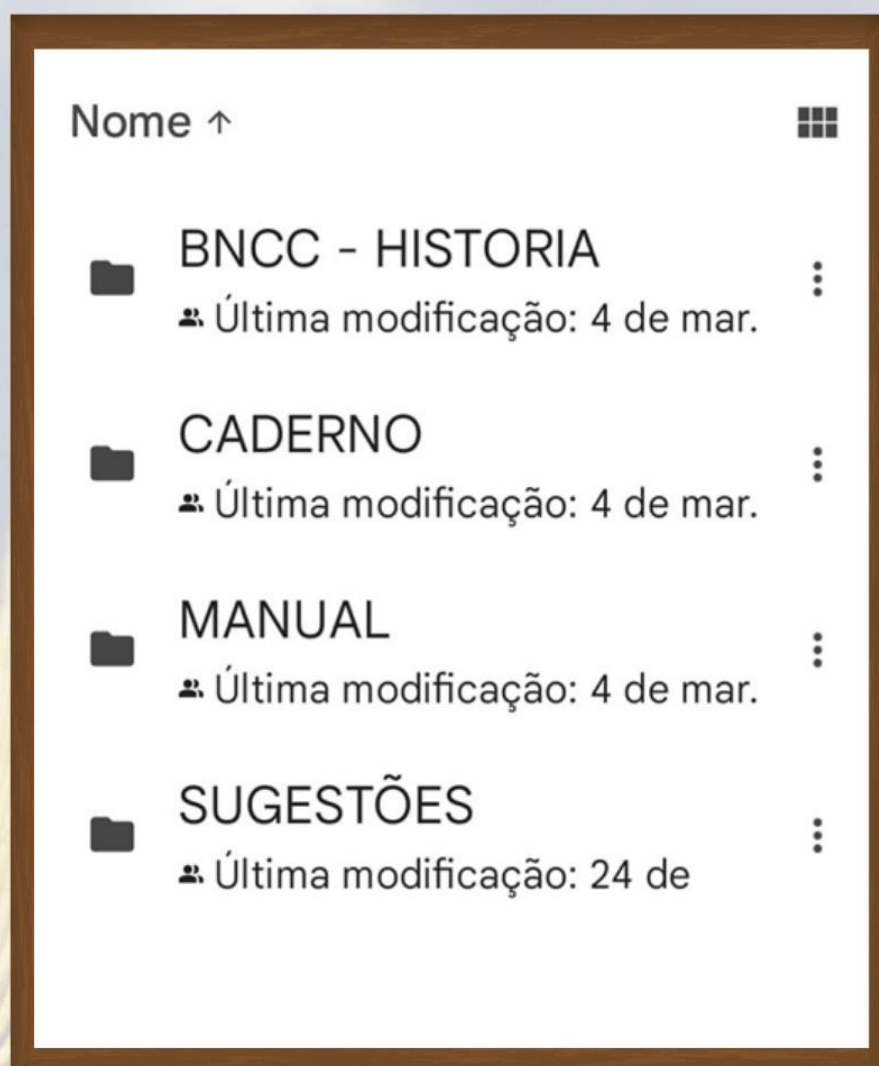 Nome ↑
BNCC - HISTORIA
Última modificação: 4 de mar.
CADERNO
Última modificação: 4 de mar.
MANUAL
Última modificação: 4 de mar.
SUGESTÕES
Última modificação: 24 de